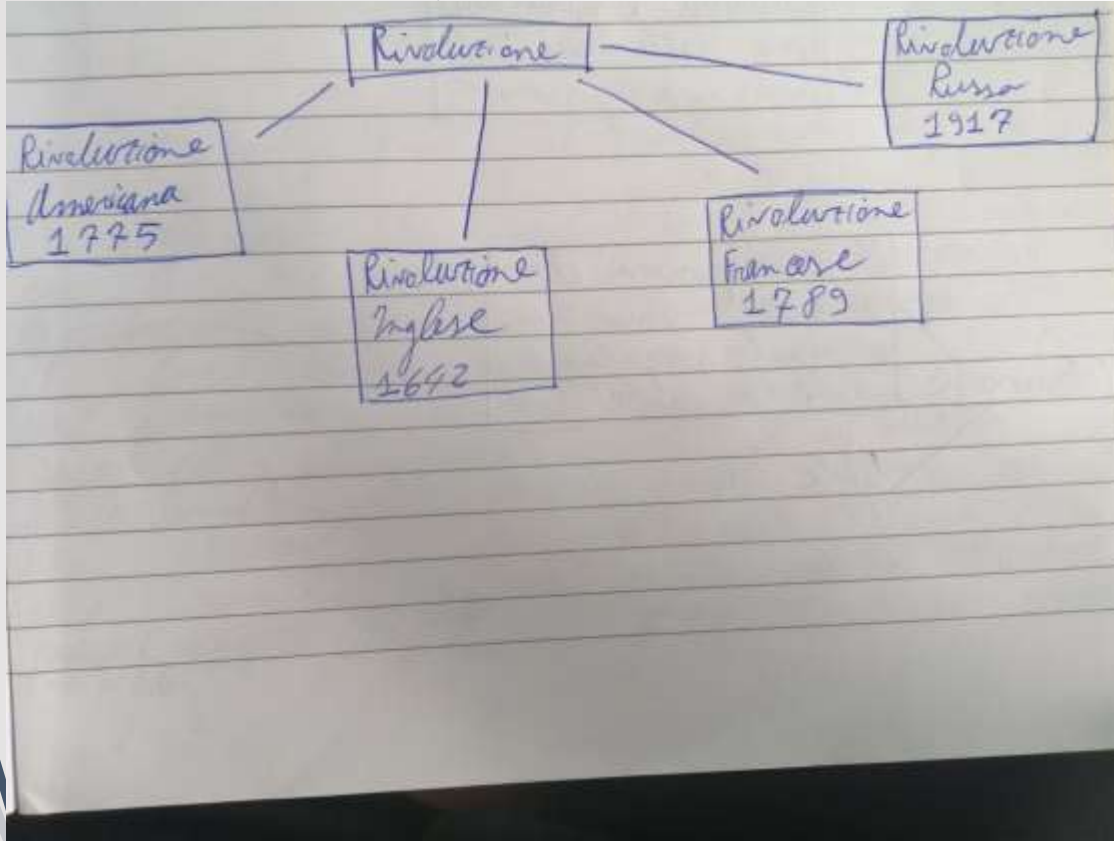 Rivoluzione
Rivoluzione
Americana
1775
Rivoluzione
Inglese
1642
Rivoluzione
Francese
1789
Rivoluzione
Russa
1917